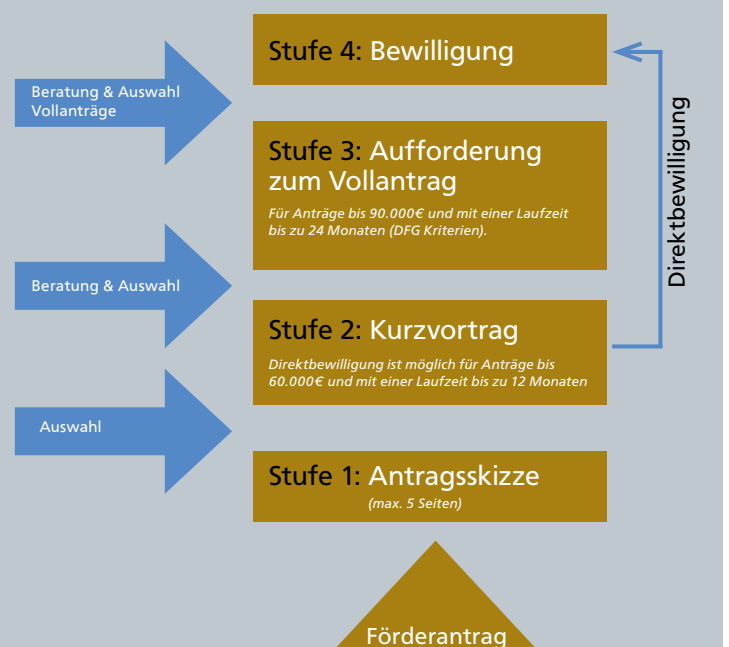 Stufe 4: Bewilligung
Beratung & Auswahl
Vollanträge
Stufe 3: Aufforderung
zum Vollantrag
Für Anträge bis 90.000€ und mit einer Laufzeit
bis zu 24 Monaten (DFG Kriterien).
Direktbewilligung
Beratung & Auswahl
Stufe 2: Kurzvortrag
Direktbewilligung ist möglich für Anträge bis
60.000€ und mit einer Laufzeit bis zu 12 Monaten
Auswahl
Stufe 1: Antragsskizze
(max. 5 Seiten)
Förderantrag